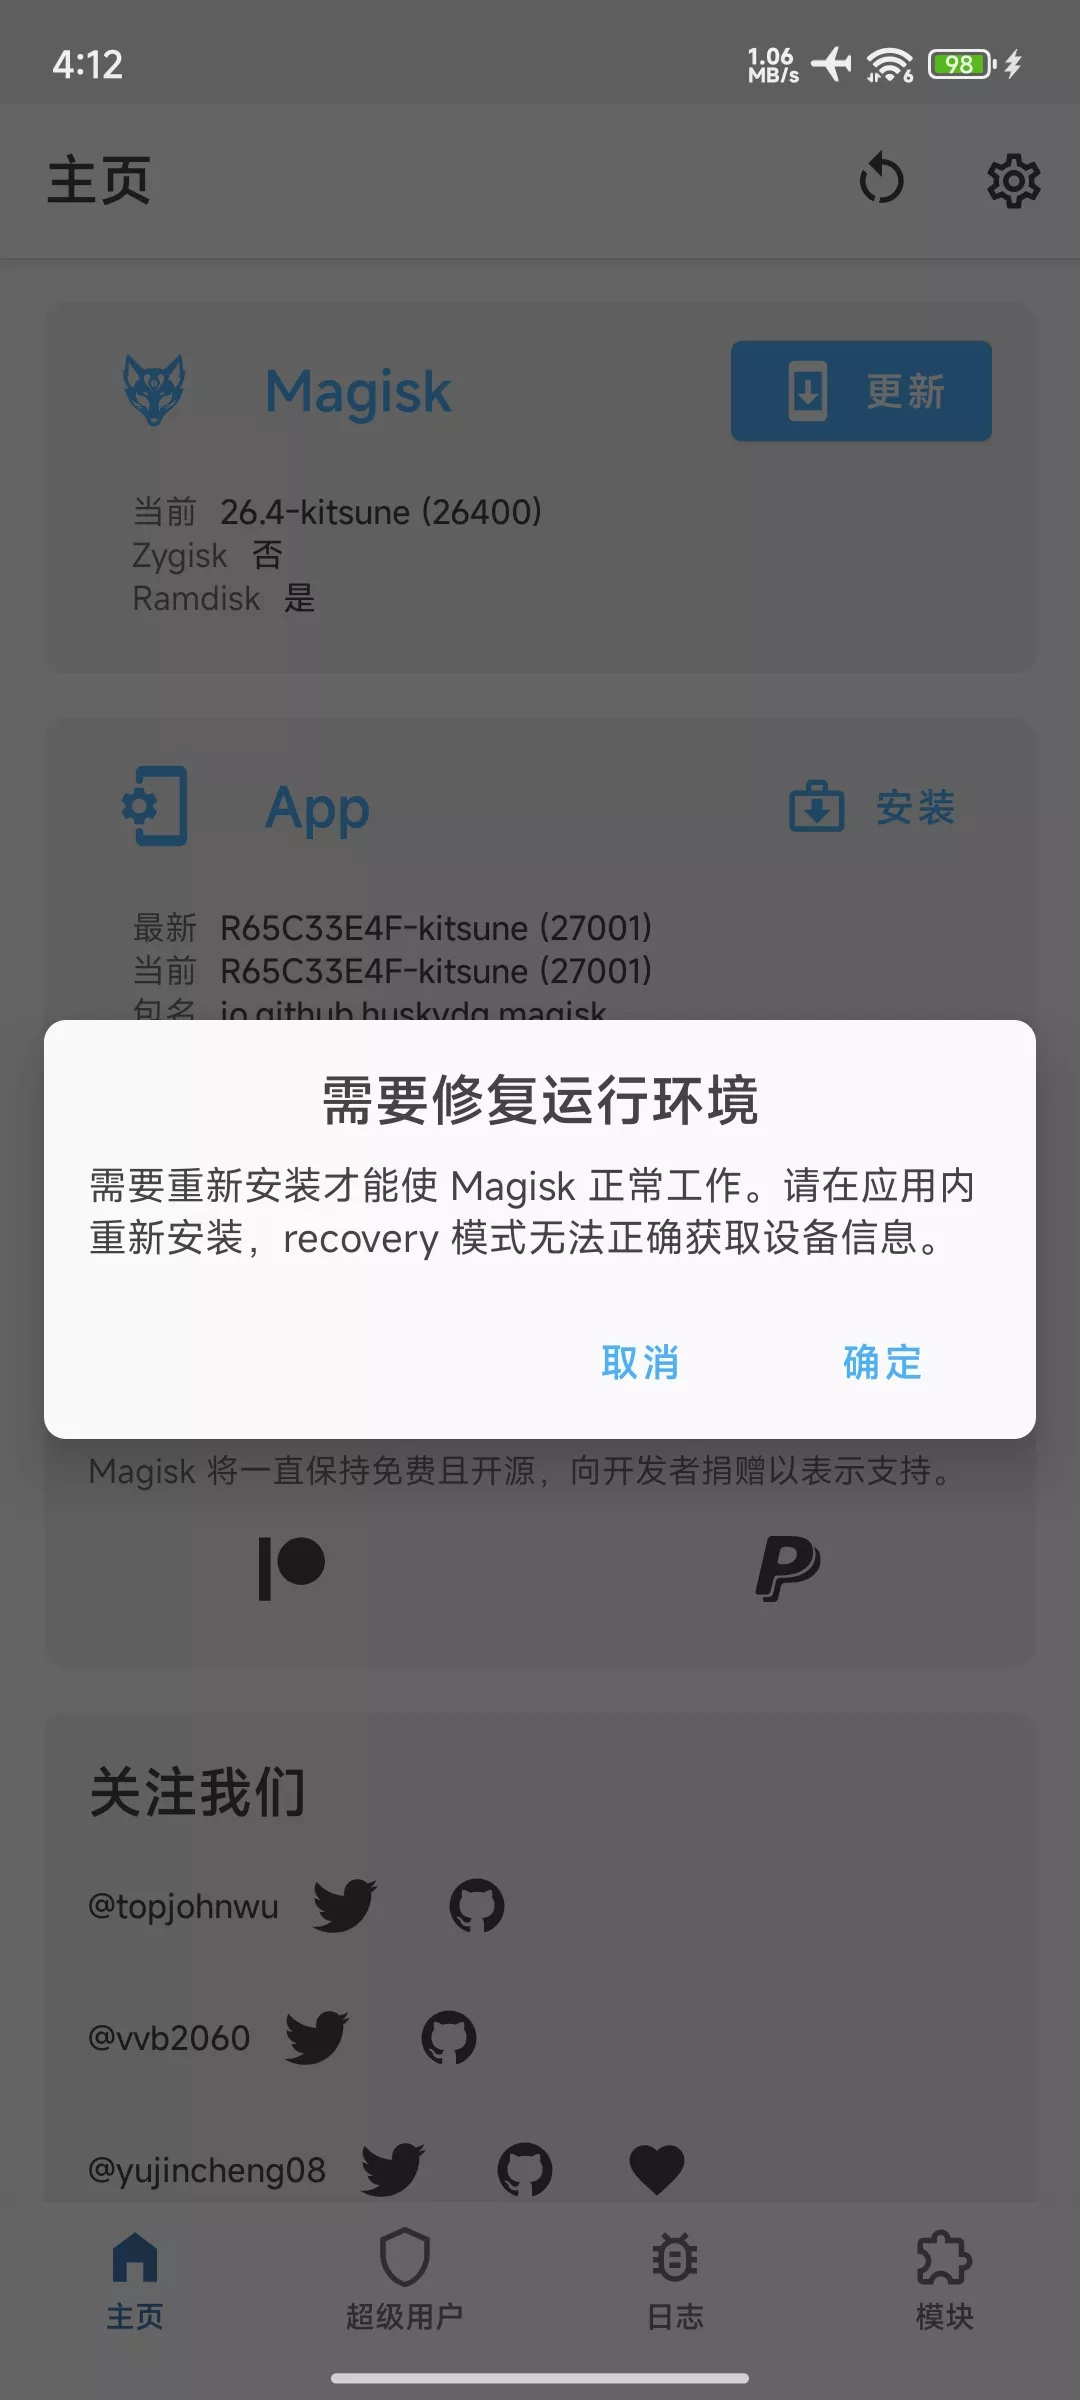 4:12
1.06
MB/s
6
98
主页
Magisk
更新
当前 26.4-kitsune (26400)
Zygisk 否
Ramdisk 是
App
安装
最新 R65C33E4F-kitsune (27001)
当前 R65C33E4F-kitsune (27001)
包名 io.github.huskydg.magisk
需要修复运行环境
需要重新安装才能使 Magisk 正常工作。请在应用内
重新安装，recovery 模式无法正确获取设备信息。
取消
确定
Magisk 将一直保持免费且开源，向开发者捐赠以表示支持。
关注我们
@topjohnwu
@vvb2060
@yujincheng08
主页
超级用户
日志
模块